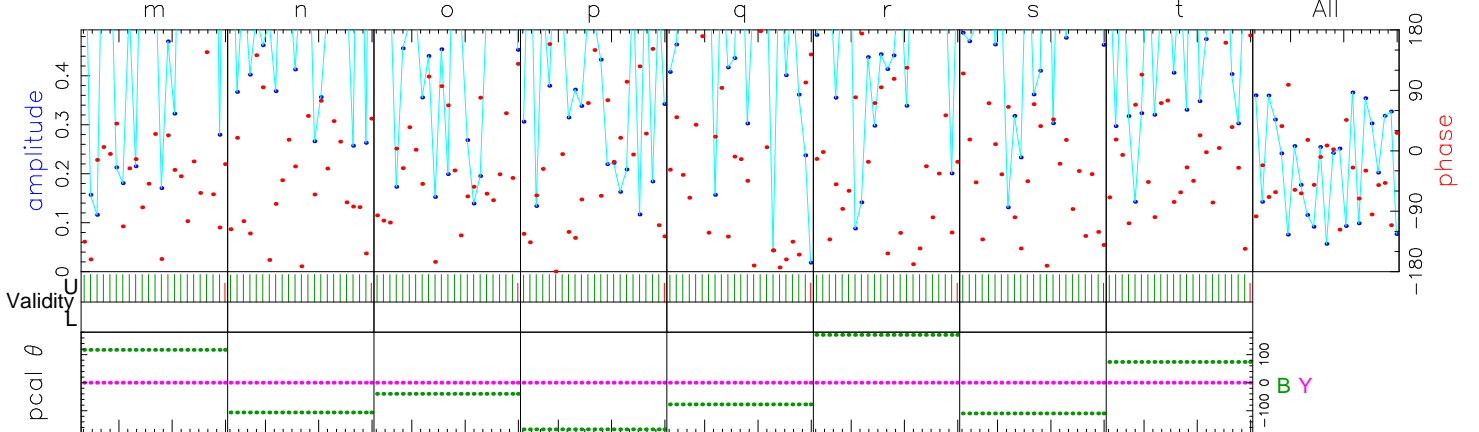 m n o p q r s t All
amplitude
0 0.1 0.2 0.3 0.4
−180 −90 0 90 180
phase
U
Validity
L
pcal θ
−100 0 100
B Y